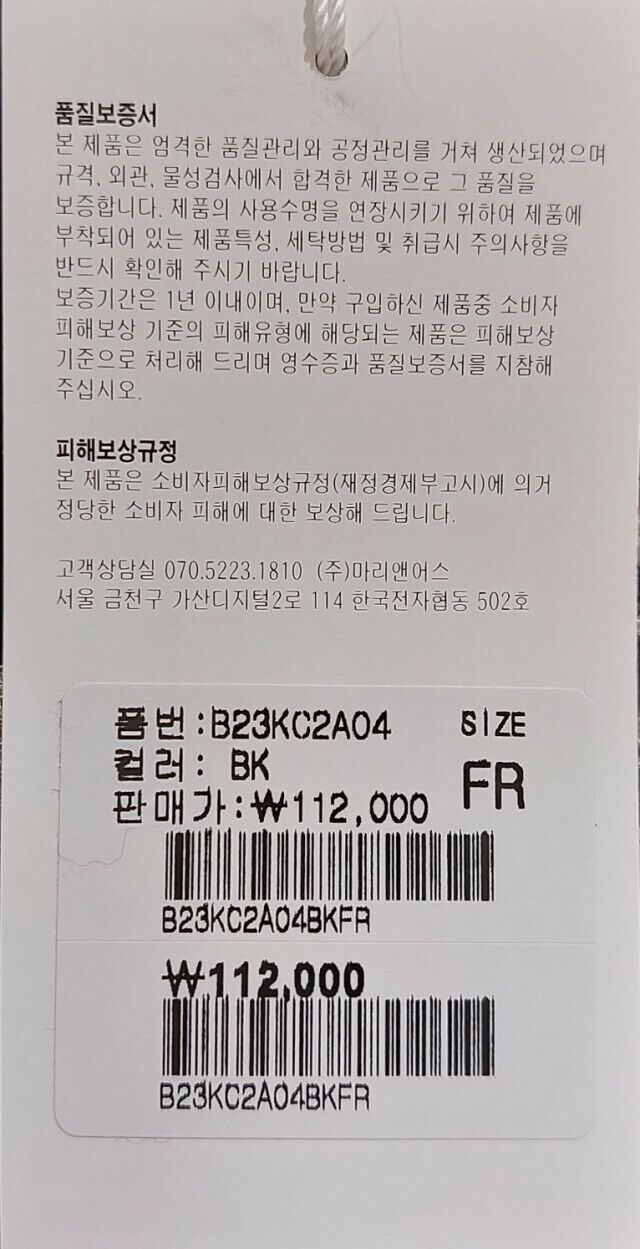 품질보증서
본 제품은 엄격한 품질관리와 공정관리를 거쳐 생산되었으며
규격, 외관, 물성검사에서 합격한 제품으로 그 품질을
보증합니다. 제품의 사용수명을 연장시키기 위하여 제품에
부착되어 있는 제품특성, 세탁방법 및 취급시 주의사항을
반드시 확인해 주시기 바랍니다.
보증기간은 1년 이내이며, 만약 구입하신 제품중 소비자
피해보상 기준의 피해유형에 해당되는 제품은 피해보상
기준으로 처리해 드리며 영수증과 품질보증서를 지참해
주십시오.
피해보상규정
본 제품은 소비자피해보상규정(재정경제부고시)에 의거
정당한 소비자 피해에 대한 보상해 드립니다.
고객상담실 070.5223.1810 (주)마리앤어스
서울 금천구 가산디지털2로 114 한국전자협동 502호
품번:B23KC2A04 SIZE
컬러: BK FR
판매가:₩112,000
B23KC2A04BKFR
₩112,000
B23KC2A04BKFR